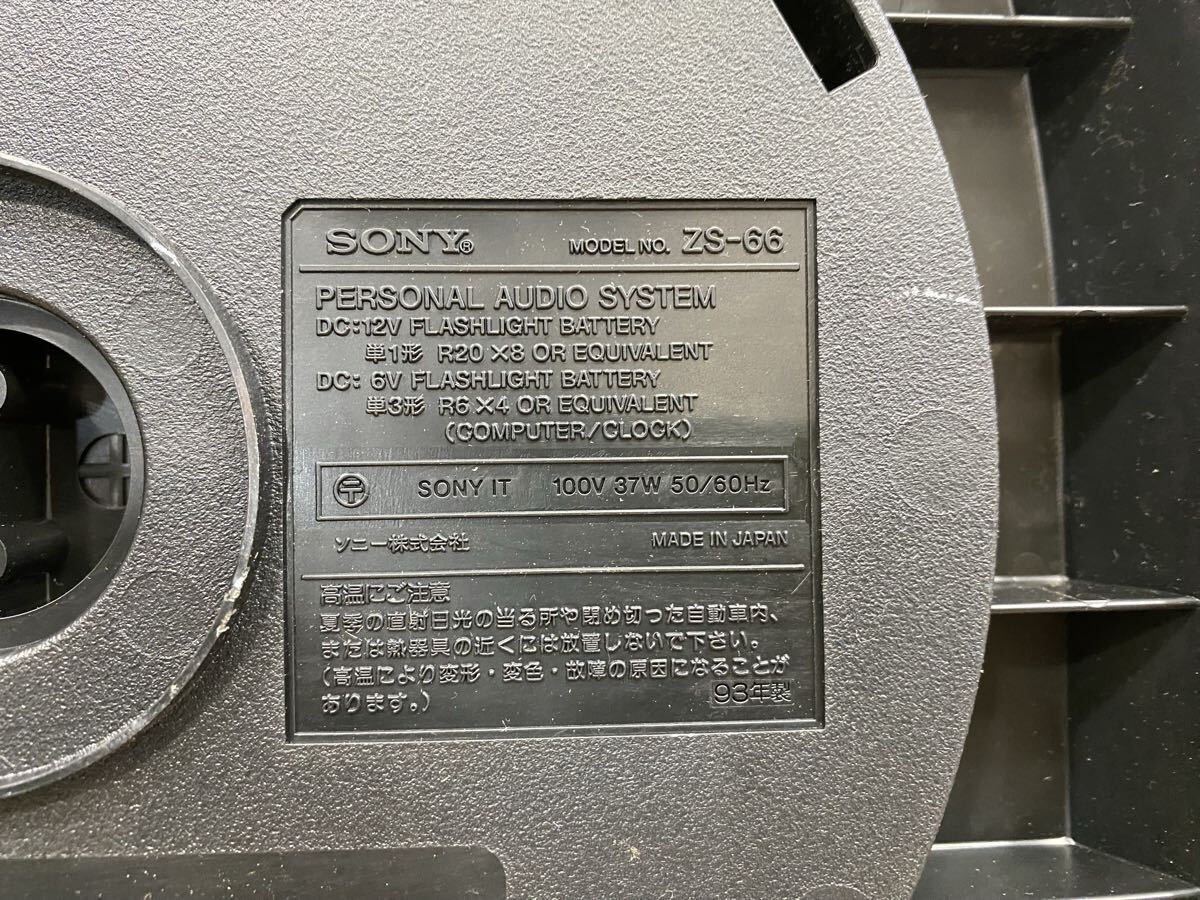 SONY® MODEL NO. ZS-66
PERSONAL AUDIO SYSTEM
DC:12V FLASHLIGHT BATTERY
単1形 R20×8 OR EQUIVALENT
DC: 6V FLASHLIGHT BATTERY
単3形 R6×4 OR EQUIVALENT
(COMPUTER/CLOCK)
〒 SONY IT 100V 37W 50/60Hz
ソニー株式会社 MADE IN JAPAN
高温にご注意
夏季の直射日光の当る所や閉め切った自動車内、
または熱器具の近くには放置しないで下さい。
(高温により変形・変色・故障の原因になることが
あります。) 93年製